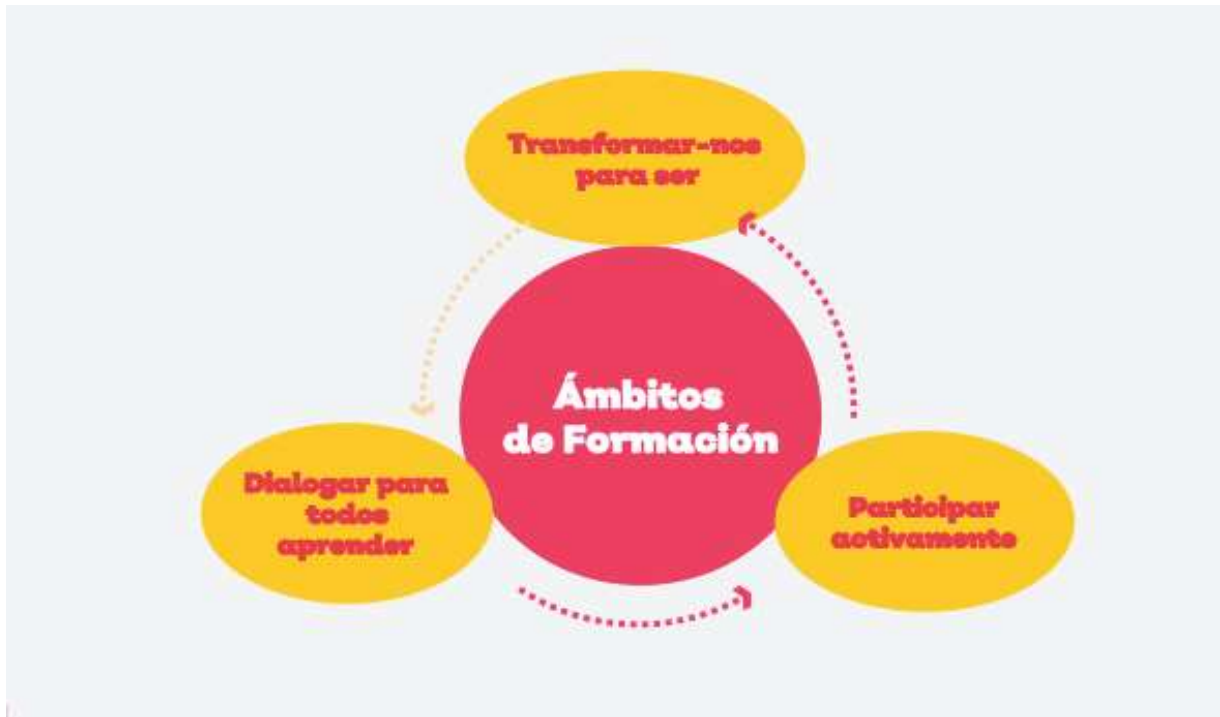 Transformar-nos
para ser
Ámbitos
de Formación
Dialogar para
todos
aprender
Participar
activamente